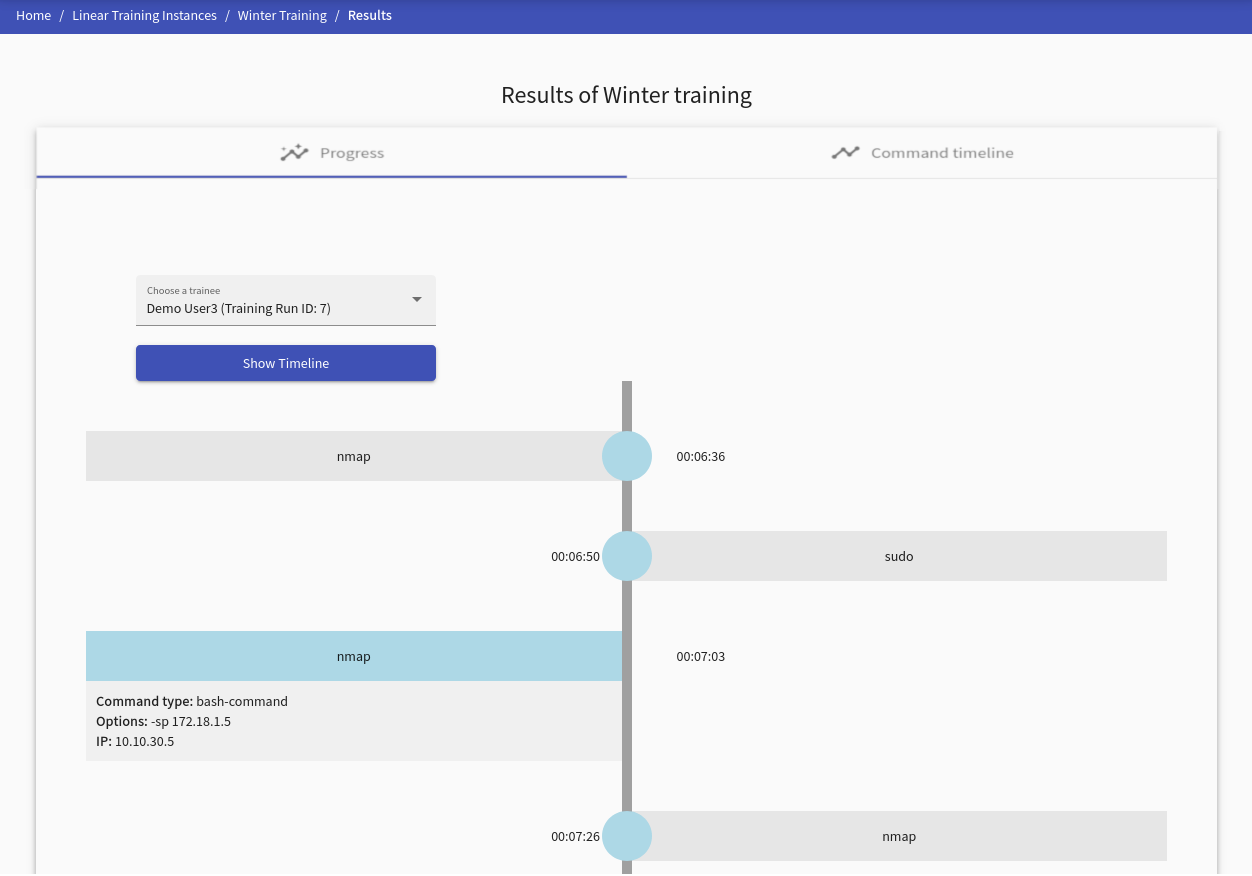 Home / Linear Training Instances / Winter Training / Results
Results of Winter training
Progress
Command timeline
Choose a trainee
Demo User3 (Training Run ID: 7)
Show Timeline
nmap 00:06:36
00:06:50 sudo
nmap 00:07:03
Command type: bash-command
Options: -sp 172.18.1.5
IP: 10.10.30.5
00:07:26 nmap